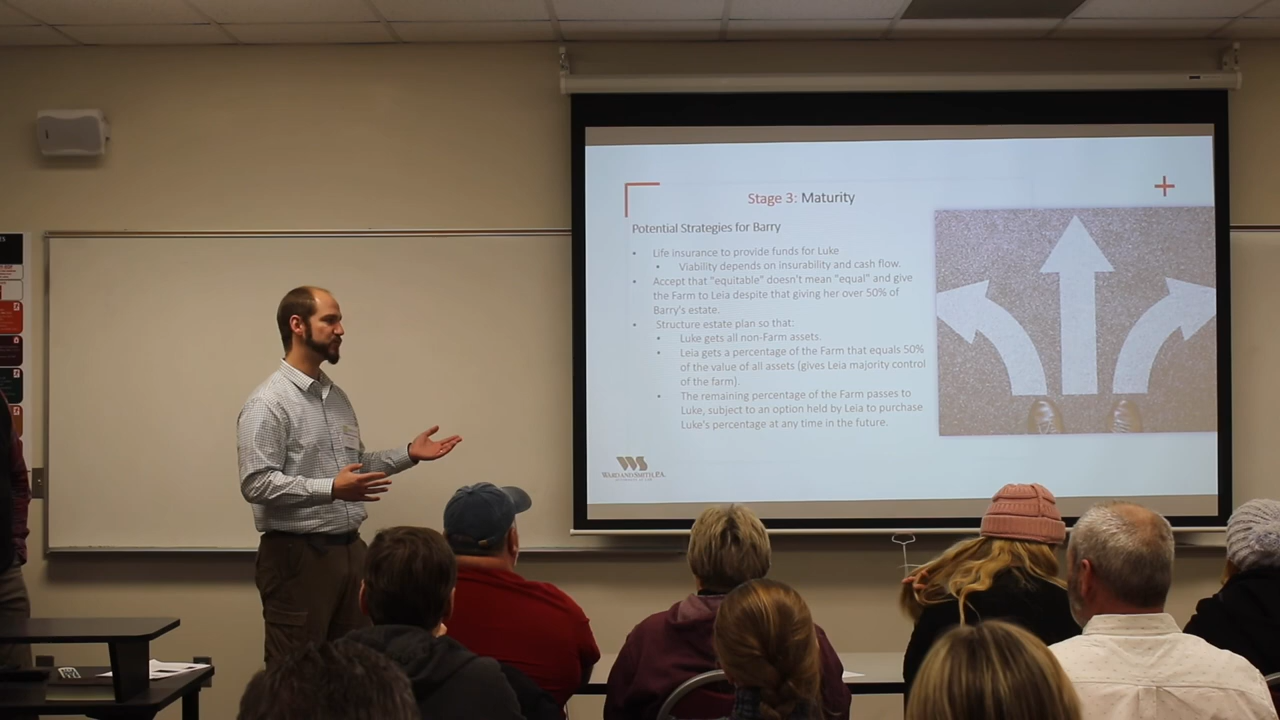 Stage 3: Maturity
Potential Strategies for Barry
• Life insurance to provide funds for Luke
• Viability depends on insurability and cash flow.
• Accept that "equitable" doesn't mean "equal" and give
the Farm to Leia despite that giving her over 50% of
Barry's estate.
• Structure estate plan so that:
• Luke gets all non-Farm assets.
• Leia gets a percentage of the Farm that equals 50%
of the value of all assets (gives Leia majority control
of the farm).
• The remaining percentage of the Farm passes to
Luke, subject to an option held by Leia to purchase
Luke's percentage at any time in the future.
WS
WARD AND SMITH, P.A.